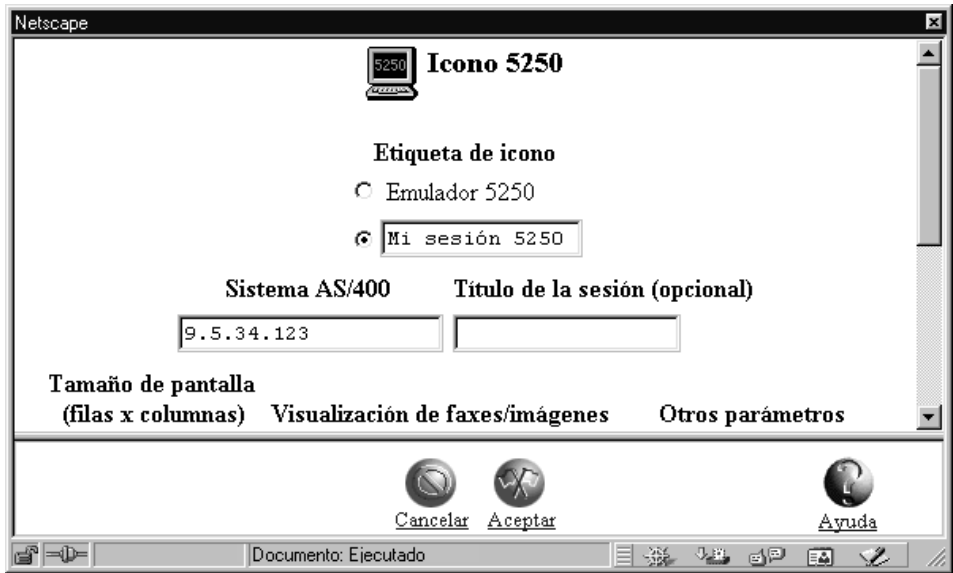 Netscape
5250
Icono 5250
Etiqueta de icono
Emulador 5250
Mi sesión 5250
Sistema AS/400 Título de la sesión (opcional)
9.5.34.123
Tamaño de pantalla
(filas x columnas) Visualización de faxes/imágenes Otros parámetros
Cancelar Aceptar Ayuda
Documento: Ejecutado